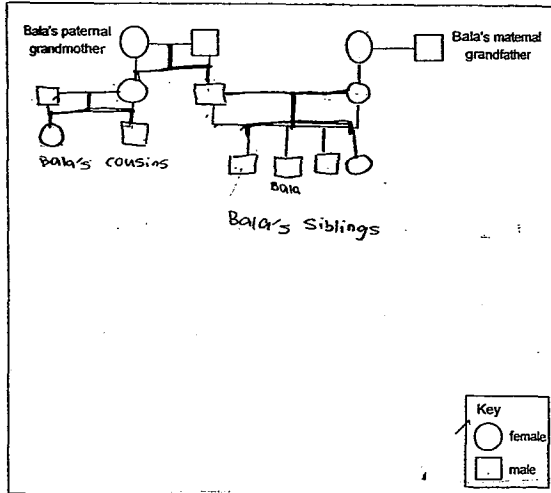 Bala's paternal
grandmother
Bala's maternal
grandfather
Bala's cousins
Bala
Bala's siblings
Key
female
male